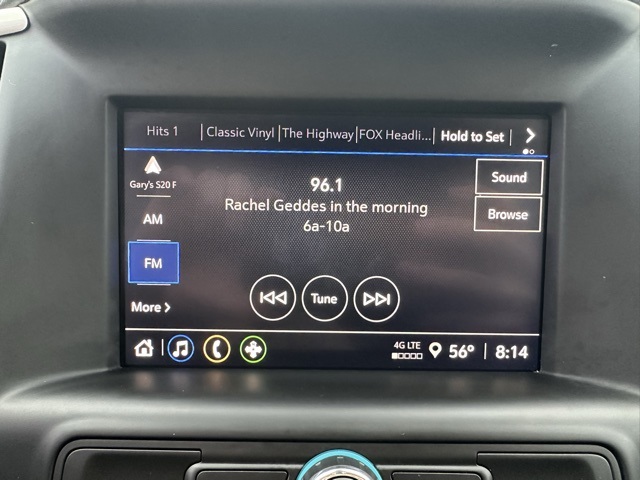 Hits 1 Classic Vinyl The Highway FOX Headli... Hold to Set
Gary's S20 F
AM
FM
More
96.1
Rachel Geddes in the morning
6a-10a
Sound
Browse
Tune
4G LTE
56° 8:14